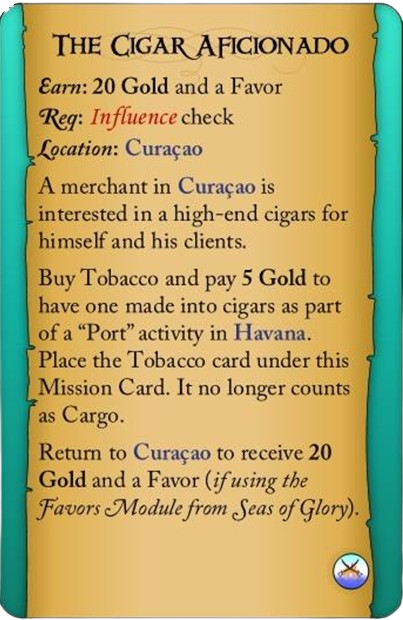 The Cigar Aficionado
Earn: 20 Gold and a Favor
Req: Influence check
Location: Curaçao
A merchant in Curaçao is
interested in a high-end cigars for
himself and his clients.
Buy Tobacco and pay 5 Gold to
have one made into cigars as part
of a “Port” activity in Havana.
Place the Tobacco card under this
Mission Card. It no longer counts
as Cargo.
Return to Curaçao to receive 20
Gold and a Favor (if using the
Favors Module from Seas of Glory).